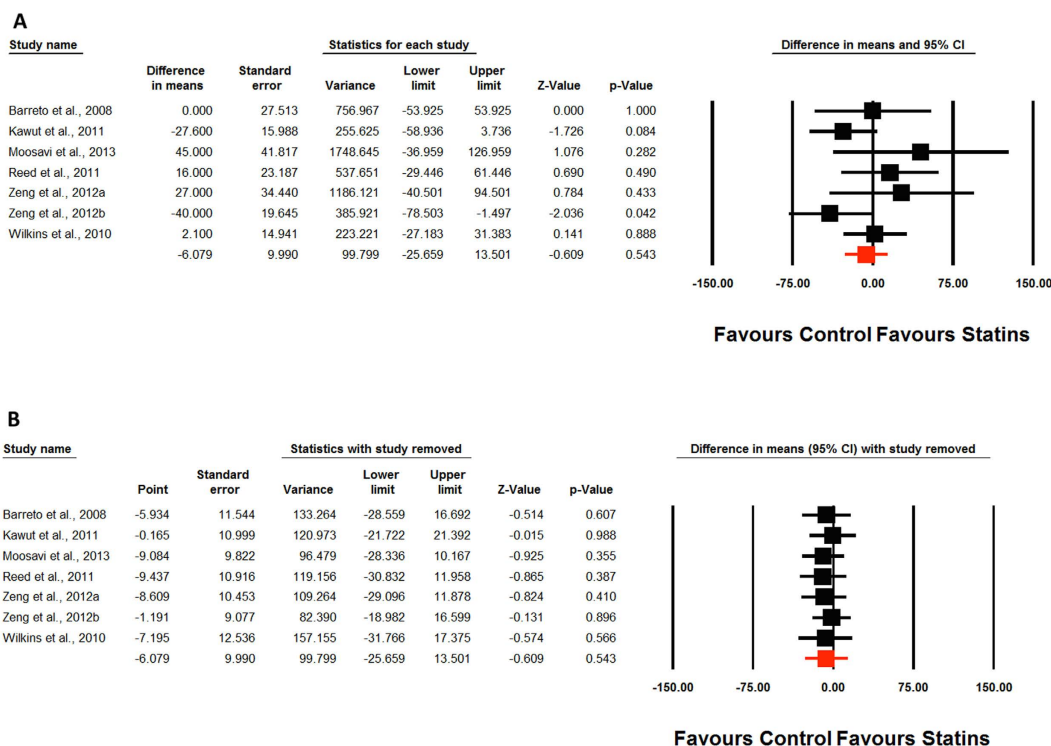 A
Study name Statistics for each study Difference in means and 95% CI
Difference Standard Lower Upper
in means error Variance limit limit Z-Value p-Value
Barreto et al., 2008 0.000 27.513 756.967 -53.925 53.925 0.000 1.000
Kawut et al., 2011 -27.600 15.988 255.625 -58.936 3.736 -1.726 0.084
Moosavi et al., 2013 45.000 41.817 1748.645 -36.959 126.959 1.076 0.282
Reed et al., 2011 16.000 23.187 537.651 -29.446 61.446 0.690 0.490
Zeng et al., 2012a 27.000 34.440 1186.121 -40.501 94.501 0.784 0.433
Zeng et al., 2012b -40.000 19.645 385.921 -78.503 -1.497 -2.036 0.042
Wilkins et al., 2010 2.100 14.941 223.221 -27.183 31.383 0.141 0.888
-6.079 9.990 99.799 -25.659 13.501 -0.609 0.543
-150.00 -75.00 0.00 75.00 150.00
Favours Control Favours Statins
B
Study name Statistics with study removed Difference in means (95% CI) with study removed
Standard Lower Upper
Point error Variance limit limit Z-Value p-Value
Barreto et al., 2008 -5.934 11.544 133.264 -28.559 16.692 -0.514 0.607
Kawut et al., 2011 -0.165 10.999 120.973 -21.722 21.392 -0.015 0.988
Moosavi et al., 2013 -9.084 9.822 96.479 -28.336 10.167 -0.925 0.355
Reed et al., 2011 -9.437 10.916 119.156 -30.832 11.958 -0.865 0.387
Zeng et al., 2012a -8.609 10.453 109.264 -29.096 11.878 -0.824 0.410
Zeng et al., 2012b -1.191 9.077 82.390 -18.982 16.599 -0.131 0.896
Wilkins et al., 2010 -7.195 12.536 157.155 -31.766 17.375 -0.574 0.566
-6.079 9.990 99.799 -25.659 13.501 -0.609 0.543
-150.00 -75.00 0.00 75.00 150.00
Favours Control Favours Statins